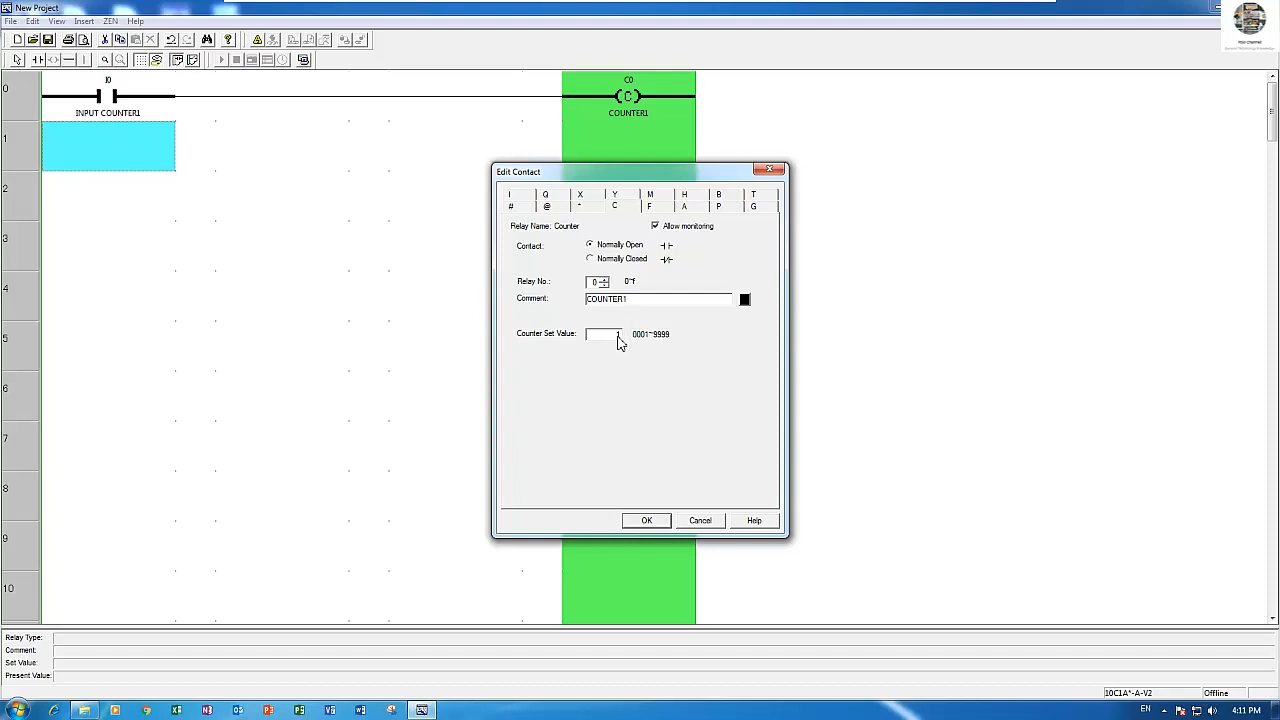 New Project
File Edit View Insert ZEN Help
0
I0
INPUT COUNTER1
C0
C
COUNTER1
1
2
3
4
5
6
7
8
9
10
Edit Contact
I Q X Y M H B T
# @ * C F A P G
Relay Name: Counter
Allow monitoring
Contact:
Normally Open
Normally Closed
Relay No.: 0 0~f
Comment: COUNTER1
Counter Set Value: 1 0001~9999
OK Cancel Help
Relay Type:
Comment:
Set Value:
Present Value:
10C1A*-A-V2 Offline
EN 4:11 PM